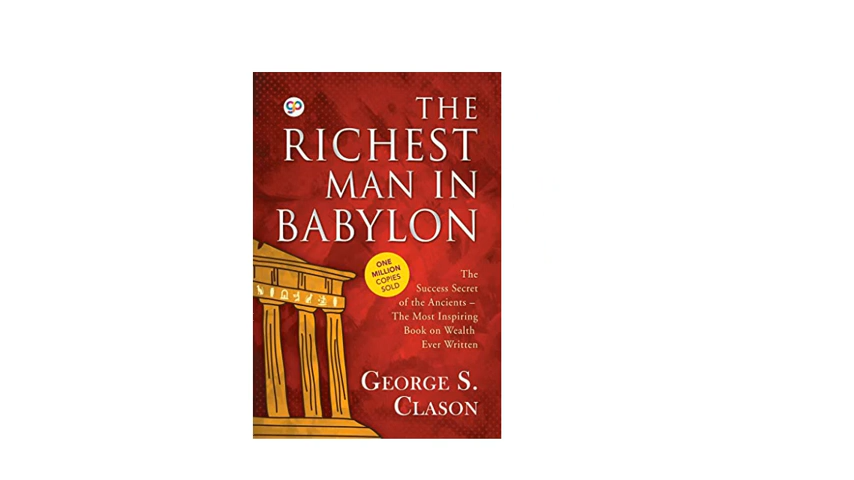 THE
RICHEST
MAN IN
BABYLON
ONE
MILLION
COPIES
SOLD
The
Success Secret
of the Ancients –
The Most Inspiring
Book on Wealth
Ever Written
GEORGE S.
CLASON